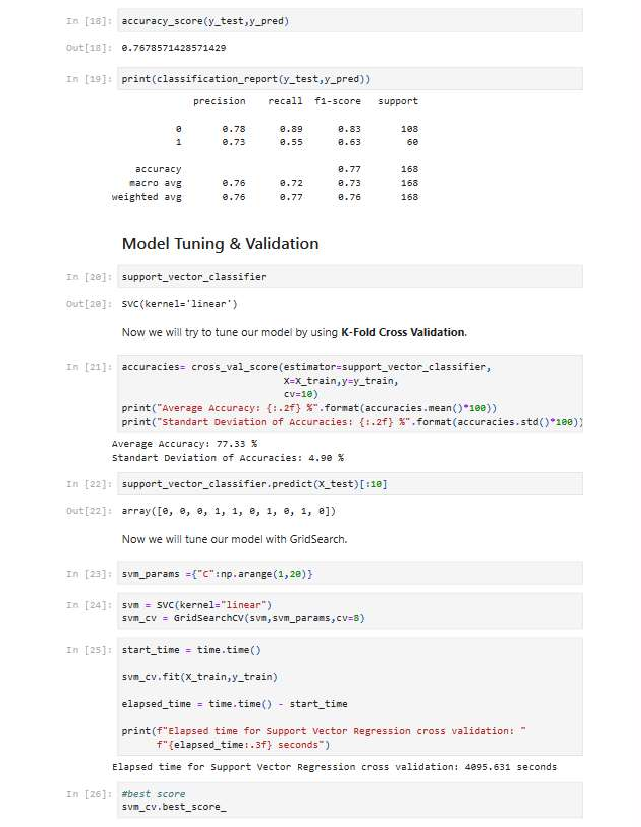 In [18]: accuracy_score(y_test,y_pred)
Out[18]: 0.7678571428571429
In [19]: print(classification_report(y_test,y_pred))
precision recall f1-score support
0 0.78 0.89 0.83 108
1 0.73 0.55 0.63 60
accuracy 0.77 168
macro avg 0.76 0.72 0.73 168
weighted avg 0.76 0.77 0.76 168
Model Tuning & Validation
In [20]: support_vector_classifier
Out[20]: SVC(kernel='linear')
Now we will try to tune our model by using K-Fold Cross Validation.
In [21]: accuracies= cross_val_score(estimator=support_vector_classifier,
X=X_train,y=y_train,
cv=10)
print("Average Accuracy: {:.2f} %".format(accuracies.mean()*100))
print("Standart Deviation of Accuracies: {:.2f} %".format(accuracies.std()*100))
Average Accuracy: 77.33 %
Standart Deviation of Accuracies: 4.90 %
In [22]: support_vector_classifier.predict(X_test)[:10]
Out[22]: array([0, 0, 0, 1, 1, 0, 1, 0, 1, 0])
Now we will tune our model with GridSearch.
In [23]: svm_params ={"C":np.arange(1,20)}
In [24]: svm = SVC(kernel="linear")
svm_cv = GridSearchCV(svm,svm_params,cv=8)
In [25]: start_time = time.time()
svm_cv.fit(X_train,y_train)
elapsed_time = time.time() - start_time
print(f"Elapsed time for Support Vector Regression cross validation: "
f"{elapsed_time:.3f} seconds")
Elapsed time for Support Vector Regression cross validation: 4095.631 seconds
In [26]: #best score
svm_cv.best_score_